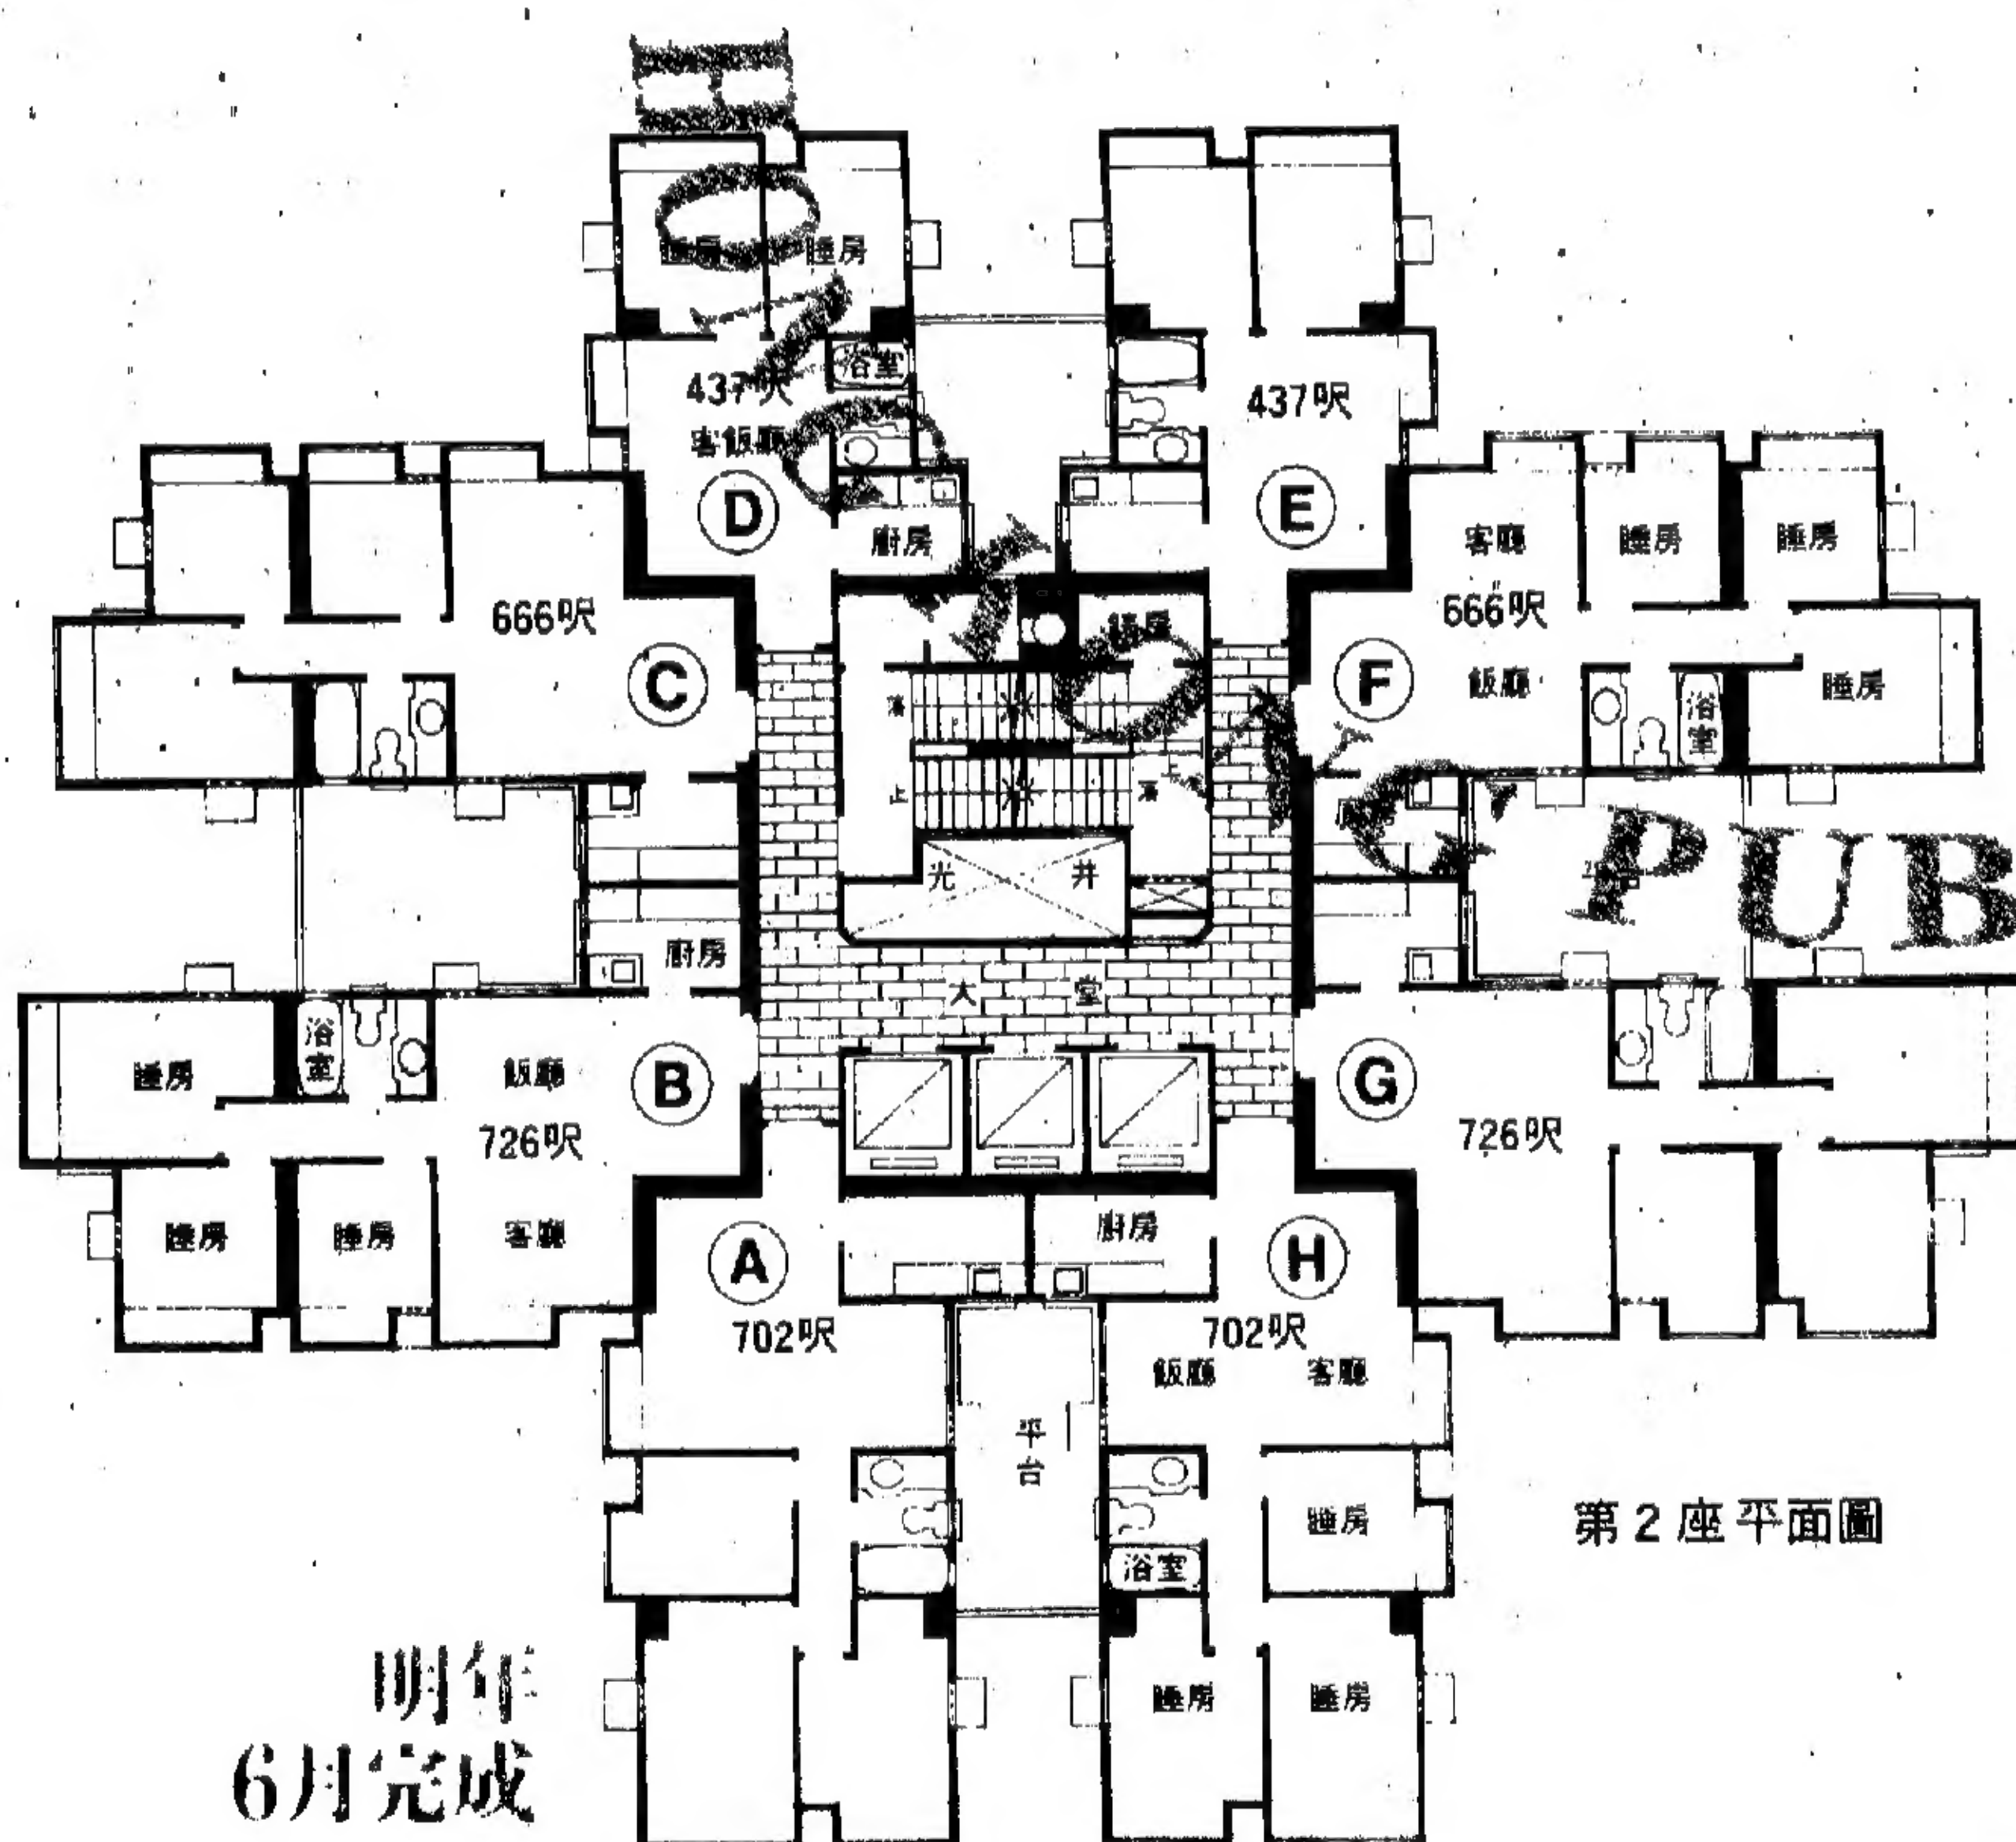 睡房
睡房
浴室
437呎
客飯廳
D
廚房
437呎
E
666呎
C
客廳
睡房
睡房
666呎
F
飯廳
睡房
浴室
落
上
上
落
光井
廚房
大堂
PUB
睡房
浴室
飯廳
B
726呎
睡房
睡房
客廳
G
726呎
A
702呎
廚房
H
702呎
飯廳
客廳
平台
睡房
浴室
睡房
睡房
第2座平面圖
明年
6月完成